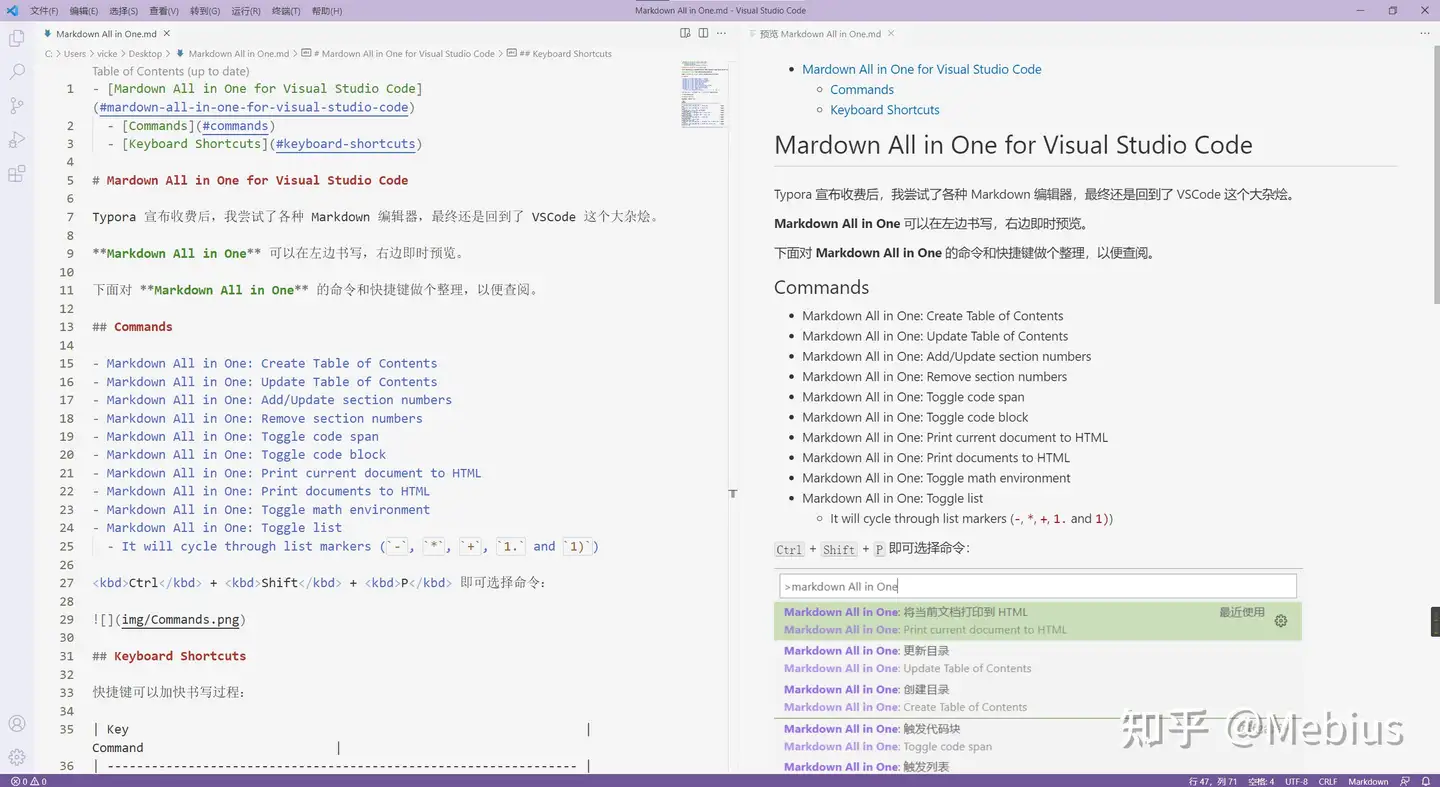 文件(F) 编辑(E) 选择(S) 查看(V) 转到(G) 运行(R) 终端(T) 帮助(H)
Markdown All in One.md - Visual Studio Code
Markdown All in One.md
C: > Users > vicke > Desktop > Markdown All in One.md > # Mardown All in One for Visual Studio Code > ## Keyboard Shortcuts
Table of Contents (up to date)
1 - [Mardown All in One for Visual Studio Code]
(#mardown-all-in-one-for-visual-studio-code)
2 - [Commands](#commands)
3 - [Keyboard Shortcuts](#keyboard-shortcuts)
4
5 # Mardown All in One for Visual Studio Code
6
7 Typora 宣布收费后，我尝试了各种 Markdown 编辑器，最终还是回到了 VSCode 这个大杂烩。
8
9 **Markdown All in One** 可以在左边书写，右边即时预览。
10
11 下面对 **Markdown All in One** 的命令和快捷键做个整理，以便查阅。
12
13 ## Commands
14
15 - Markdown All in One: Create Table of Contents
16 - Markdown All in One: Update Table of Contents
17 - Markdown All in One: Add/Update section numbers
18 - Markdown All in One: Remove section numbers
19 - Markdown All in One: Toggle code span
20 - Markdown All in One: Toggle code block
21 - Markdown All in One: Print current document to HTML
22 - Markdown All in One: Print documents to HTML
23 - Markdown All in One: Toggle math environment
24 - Markdown All in One: Toggle list
25 - It will cycle through list markers (`-`, `*`, `+`, `1.` and `1)`)
26
27 <kbd>Ctrl</kbd> + <kbd>Shift</kbd> + <kbd>P</kbd> 即可选择命令：
28
29 ![](img/Commands.png)
30
31 ## Keyboard Shortcuts
32
33 快捷键可以加快书写过程：
34
35 | Key |
Command |
36 | ---------------------------------------------------------------- |
预览 Markdown All in One.md
Mardown All in One for Visual Studio Code
Commands
Keyboard Shortcuts
Mardown All in One for Visual Studio Code
Typora 宣布收费后，我尝试了各种 Markdown 编辑器，最终还是回到了 VSCode 这个大杂烩。
Markdown All in One 可以在左边书写，右边即时预览。
下面对 Markdown All in One 的命令和快捷键做个整理，以便查阅。
Commands
Markdown All in One: Create Table of Contents
Markdown All in One: Update Table of Contents
Markdown All in One: Add/Update section numbers
Markdown All in One: Remove section numbers
Markdown All in One: Toggle code span
Markdown All in One: Toggle code block
Markdown All in One: Print current document to HTML
Markdown All in One: Print documents to HTML
Markdown All in One: Toggle math environment
Markdown All in One: Toggle list
It will cycle through list markers (-, *, +, 1. and 1))
Ctrl + Shift + P 即可选择命令：
>markdown All in One
Markdown All in One: 将当前文档打印到 HTML 最近使用
Markdown All in One: Print current document to HTML
Markdown All in One: 更新目录
Markdown All in One: Update Table of Contents
Markdown All in One: 创建目录
Markdown All in One: Create Table of Contents
Markdown All in One: 触发代码块
Markdown All in One: Toggle code span
Markdown All in One: 触发列表
知乎 @Mebius
0 0
行 47，列 71 空格: 4 UTF-8 CRLF Markdown